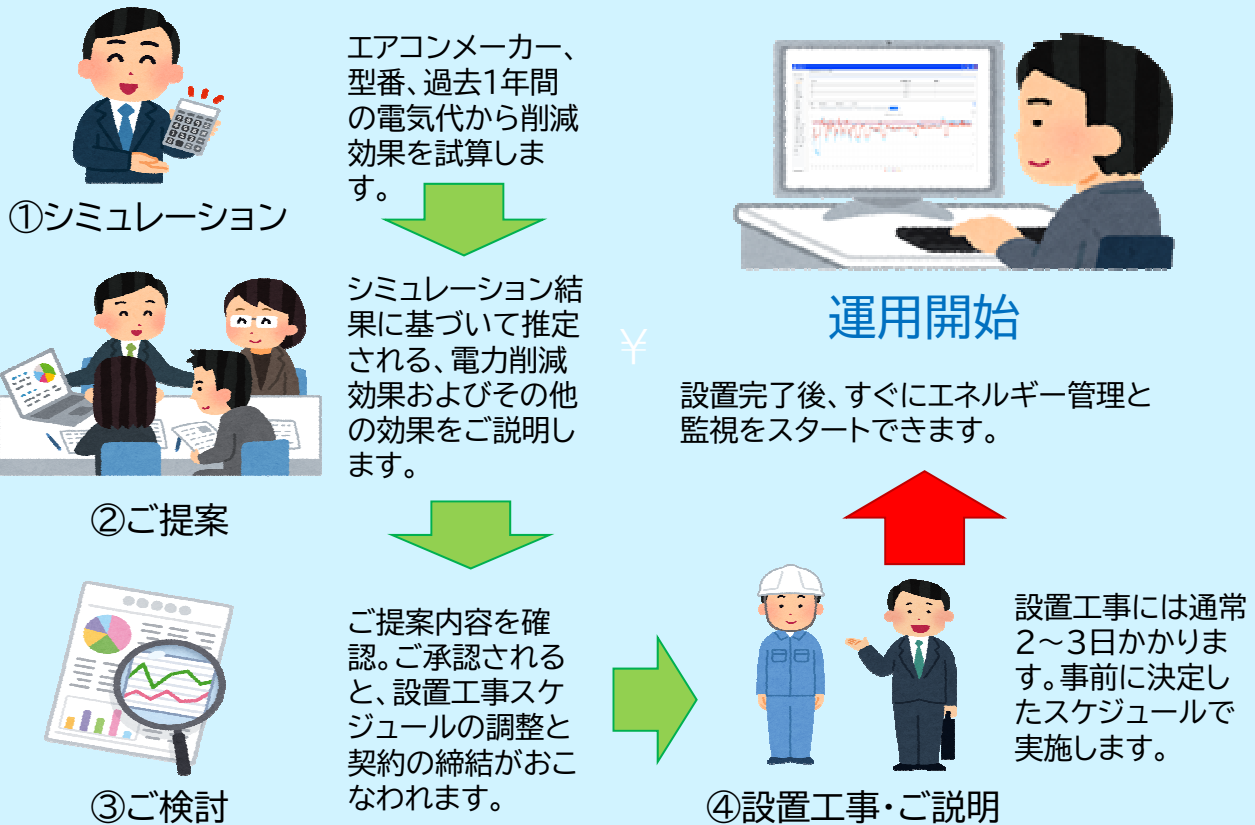 ①シミュレーション
エアコンメーカー、
型番、過去1年間
の電気代から削減
効果を試算しま
す。
②ご提案
シミュレーション結
果に基づいて推定
される、電力削減
効果およびその他
の効果をご説明し
ます。
③ご検討
ご提案内容を確
認。ご承認される
と、設置工事スケ
ジュールの調整と
契約の締結がおこ
なわれます。
④設置工事・ご説明
設置工事には通常
2～3日かかりま
す。事前に決定し
たスケジュールで
実施します。
運用開始
設置完了後、すぐにエネルギー管理と
監視をスタートできます。
¥